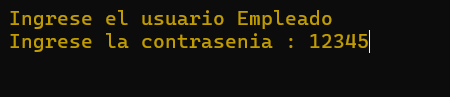 Ingrese el usuario Empleado
Ingrese la contrasenia : 12345